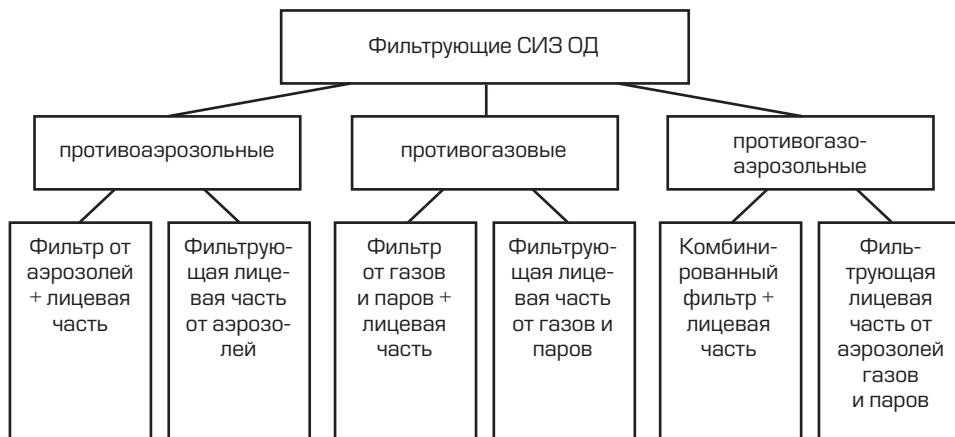 Фильтрующие СИЗ ОД
противоаэрозольные
противогазовые
противогазо-
аэрозольные
Фильтр от
аэрозолей
+ лицевая
часть
Фильтрую-
щая лице-
вая часть
от аэрозо-
лей
Фильтр
от газов
и паров +
лицевая
часть
Фильтрую-
щая лице-
вая часть
от газов и
паров
Комбини-
рованный
фильтр +
лицевая
часть
Филь-
трующая
лицевая
часть от
аэрозолей
газов
и паров